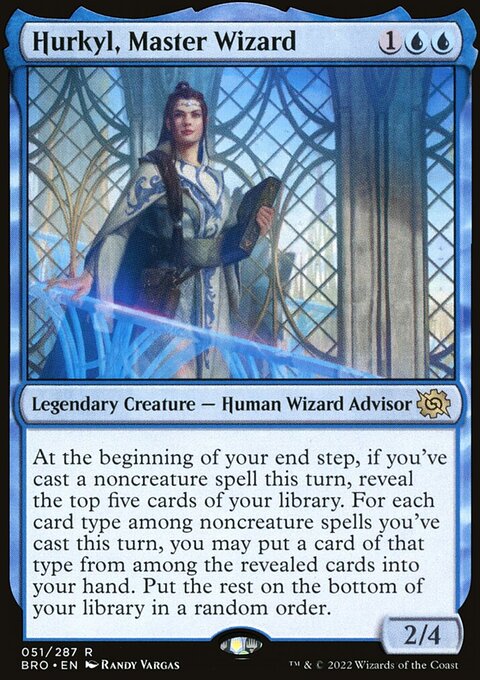 Hurkyl, Master Wizard 1
Legendary Creature — Human Wizard Advisor
At the beginning of your end step, if you've
cast a noncreature spell this turn, reveal
the top five cards of your library. For each
card type among noncreature spells you've
cast this turn, you may put a card of that
type from among the revealed cards into
your hand. Put the rest on the bottom of
your library in a random order.
2/4
051/287 R
BRO • EN Randy Vargas
™ & © 2022 Wizards of the Coast